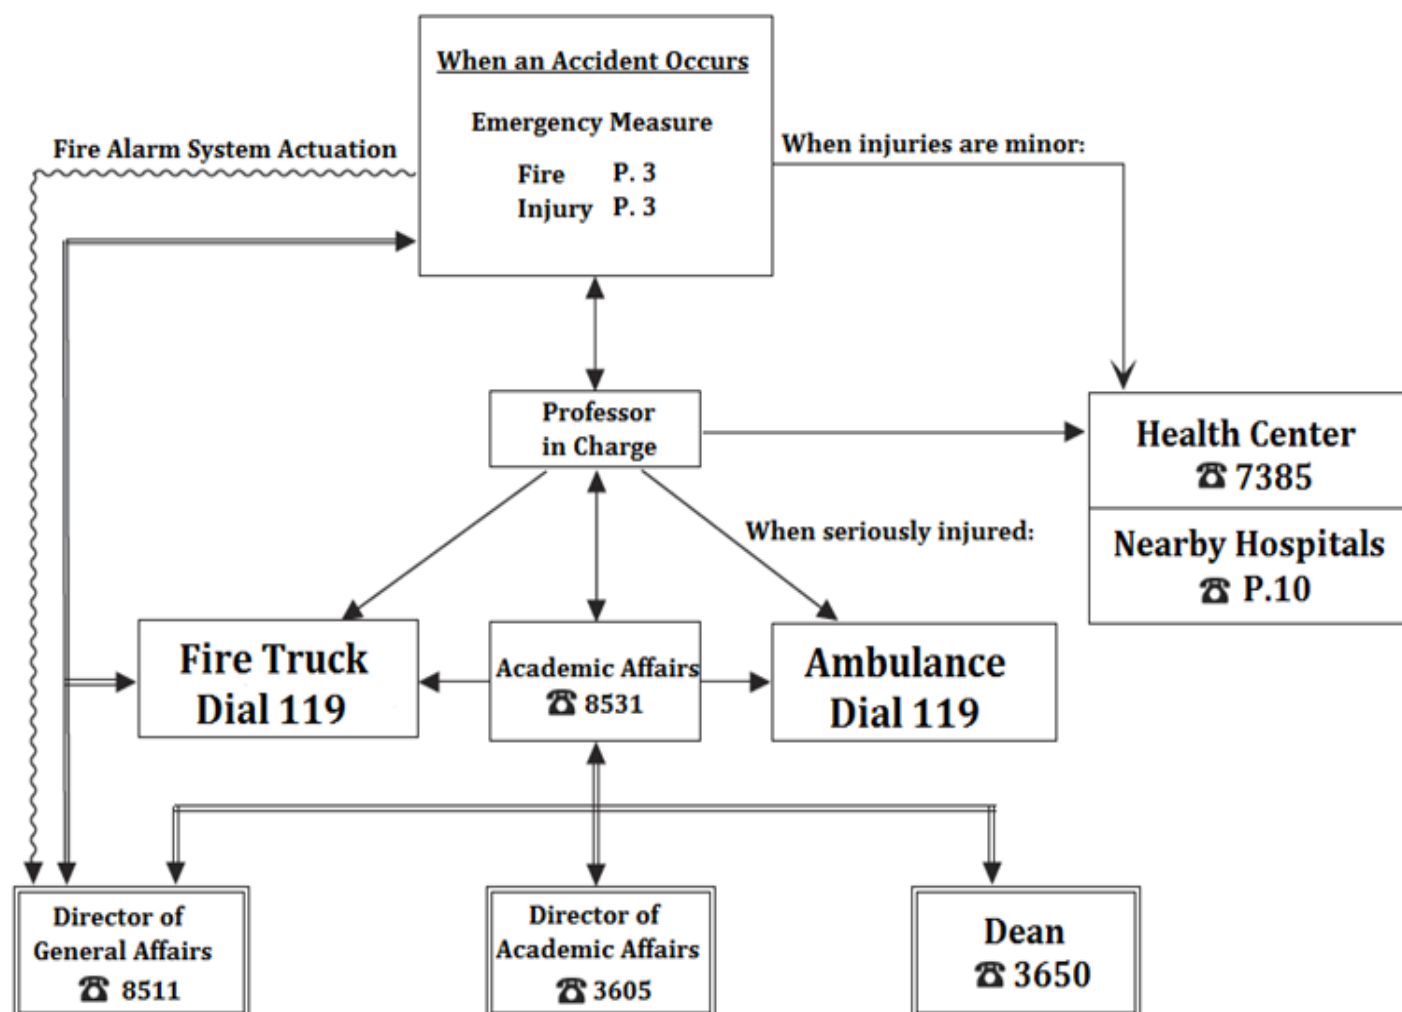 When an Accident Occurs
Emergency Measure
Fire P. 3
Injury P. 3
Fire Alarm System Actuation
When injuries are minor:
Professor
in Charge
Health Center
☎ 7385
Nearby Hospitals
☎ P.10
When seriously injured:
Fire Truck
Dial 119
Academic Affairs
☎ 8531
Ambulance
Dial 119
Director of
General Affairs
☎ 8511
Director of
Academic Affairs
☎ 3605
Dean
☎ 3650